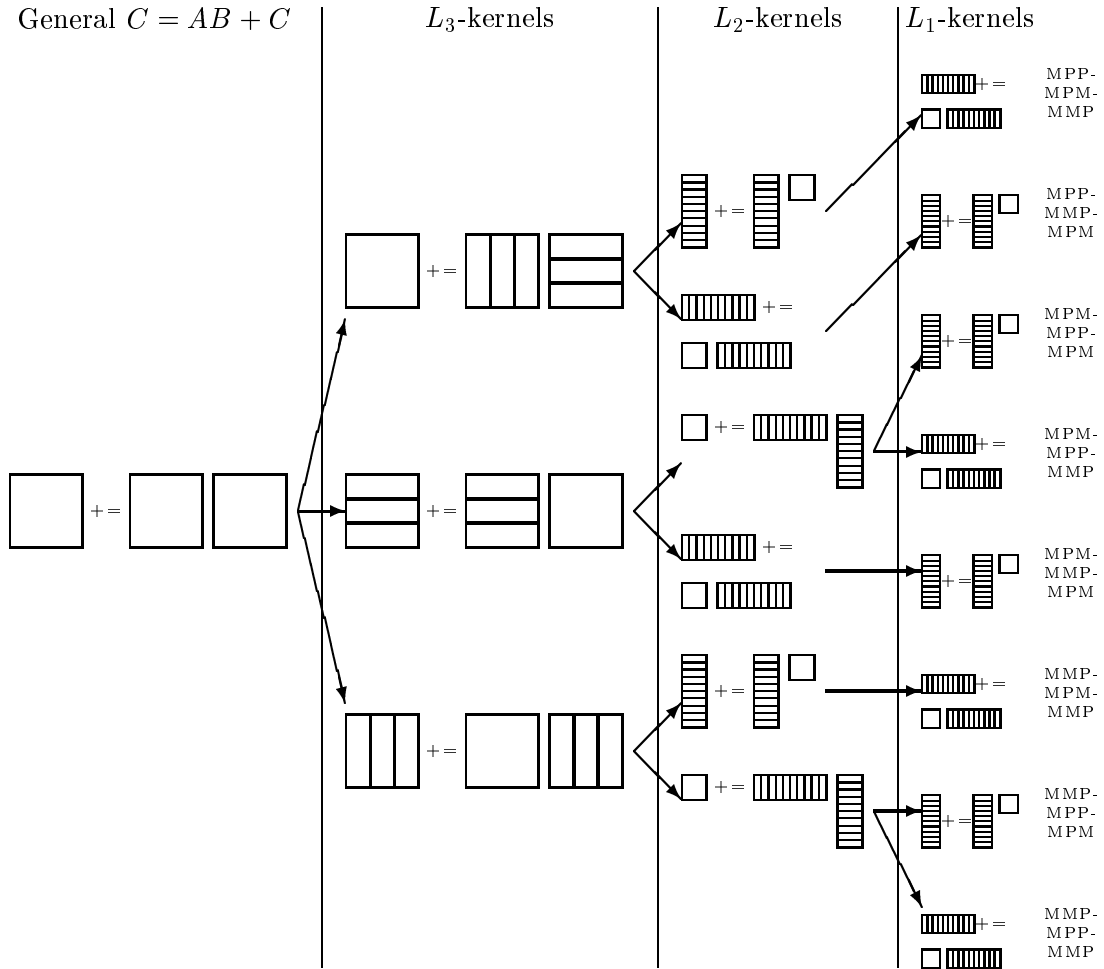 General C = AB + C
L₃-kernels
L₂-kernels
L₁-kernels
+=
+=
+=
+=
+=
+=
+=
+=
+=
+=
+=
MPP-
MPM-
MMP
+=
MPP-
MMP-
MPM
+=
MPM-
MPP-
MPM
+=
MPM-
MPP-
MMP
+=
MPM-
MMP-
MPM
+=
MMP-
MPM-
MMP
+=
MMP-
MPP-
MPM
+=
MMP-
MPP-
MMP